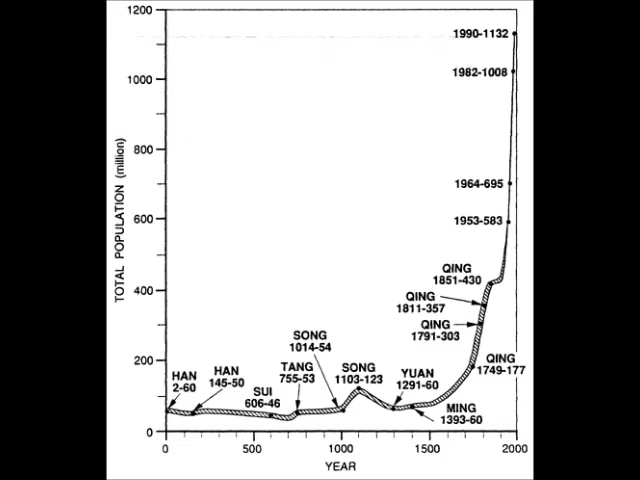 1200
1000
800
600
400
200
0
TOTAL POPULATION (million)
1990-1132
1982-1008
1964-695
1953-583
QING
1851-430
QING
1811-357
QING
1791-303
QING
1749-177
SONG
1014-54
HAN
2-60
HAN
145-50
SUI
606-46
TANG
755-53
SONG
1103-123
YUAN
1291-60
MING
1393-60
0
500
1000
1500
2000
YEAR